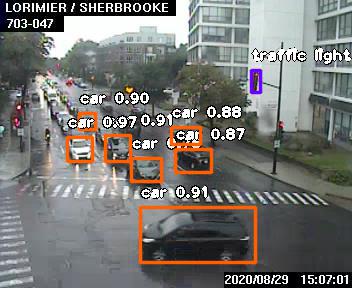 LORIMIER / SHERBROOKE
703-047
traffic light
car 0.90
car 0.88
car 0.97
0.91
car 0.87
car
car 0.91
2020/08/29 15:07:01